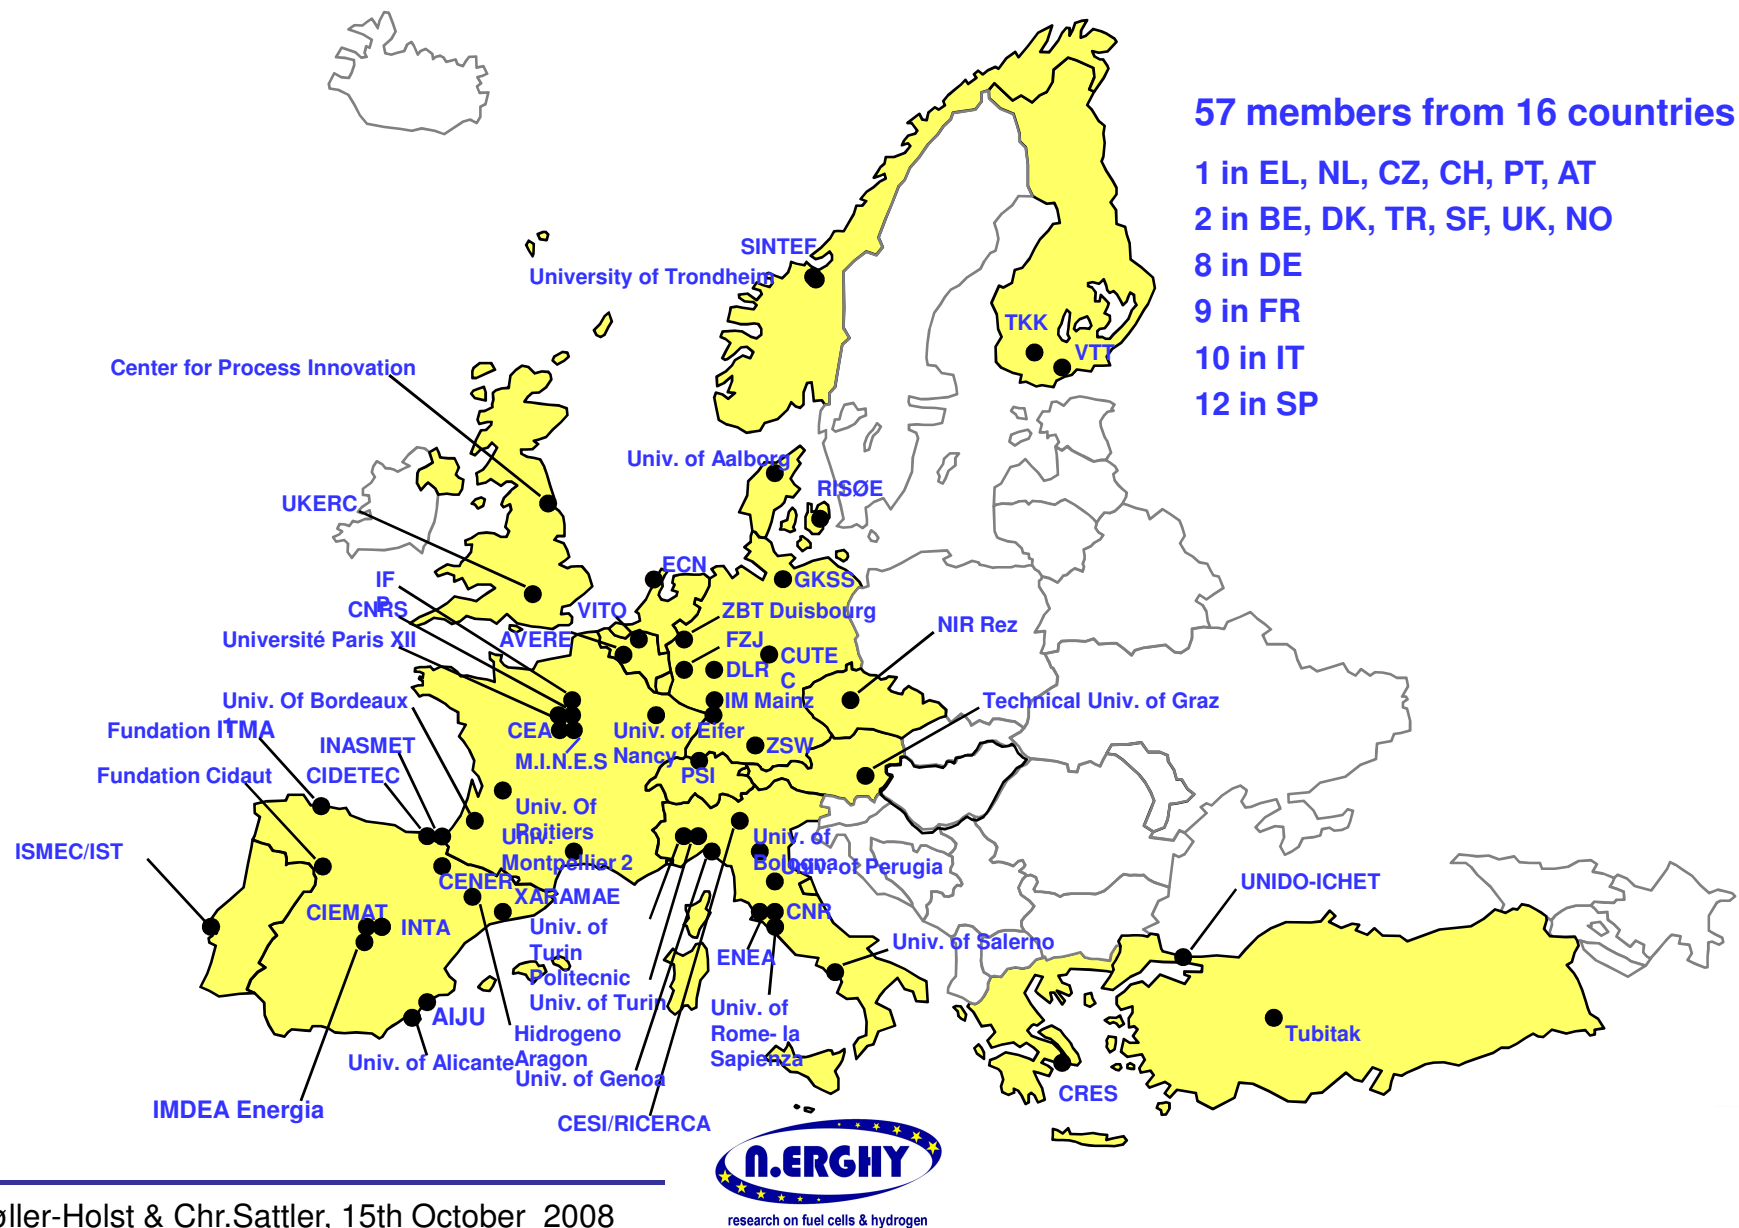 57 members from 16 countries
1 in EL, NL, CZ, CH, PT, AT
2 in BE, DK, TR, SF, UK, NO
8 in DE
9 in FR
10 in IT
12 in SP
SINTEF
University of Trondheim
TKK
VTT
Center for Process Innovation
Univ. of Aalborg
RISØE
UKERC
ECN
GKSS
IF
P
CNRS
VITO
ZBT Duisbourg
Université Paris XII
AVERE
FZJ
NIR Rez
DLR
CUTE
C
Univ. Of Bordeaux
IM Mainz
Technical Univ. of Graz
Fundation ITMA
CEA
Univ. of Eifer
Nancy
INASMET
M.I.N.E.S
ZSW
Fundation Cidaut
CIDETEC
PSI
Univ. Of
Poitiers
Univ.
Montpellier 2
Univ. of
Bologna
Univ. of Perugia
ISMEC/IST
CENER
UNIDO-ICHET
XARAMAE
CIEMAT
INTA
CNR
Univ. of
Turin
Politecnic
ENEA
Univ. of Salerno
Univ. of Turin
AIJU
Univ. of
Rome- la
Sapienza
Hidrogeno
Aragon
Tubitak
Univ. of Alicante
Univ. of Genoa
CRES
IMDEA Energia
CESI/RICERCA
n.ERGHY
research on fuel cells & hydrogen
øller-Holst & Chr.Sattler, 15th October 2008